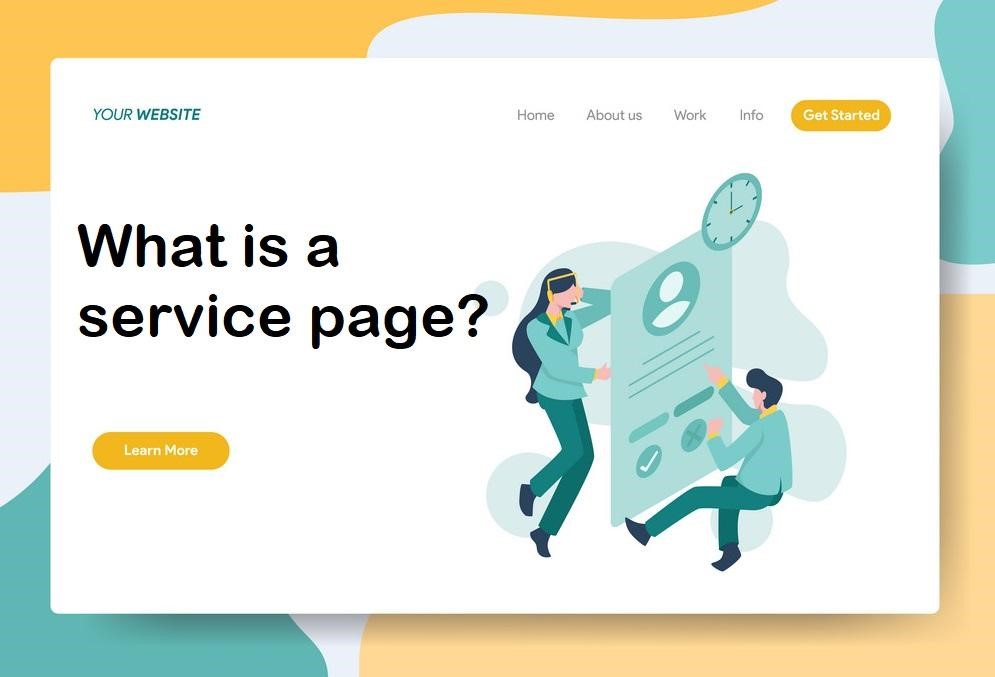 YOUR WEBSITE
Home About us Work Info Get Started
What is a
service page?
Learn More